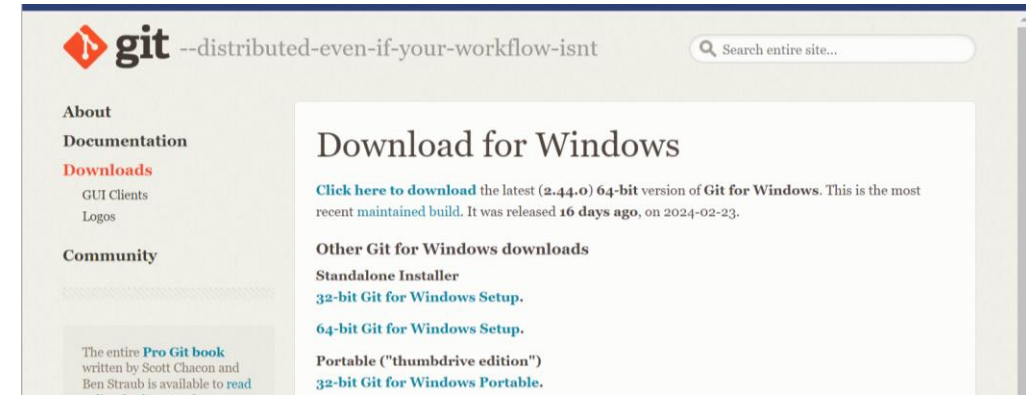 git --distributed-even-if-your-workflow-isnt
Search entire site...
About
Documentation
Downloads
GUI Clients
Logos
Community
The entire Pro Git book
written by Scott Chacon and
Ben Straub is available to read
Download for Windows
Click here to download the latest (2.44.0) 64-bit version of Git for Windows. This is the most
recent maintained build. It was released 16 days ago, on 2024-02-23.
Other Git for Windows downloads
Standalone Installer
32-bit Git for Windows Setup.
64-bit Git for Windows Setup.
Portable ("thumbdrive edition")
32-bit Git for Windows Portable.